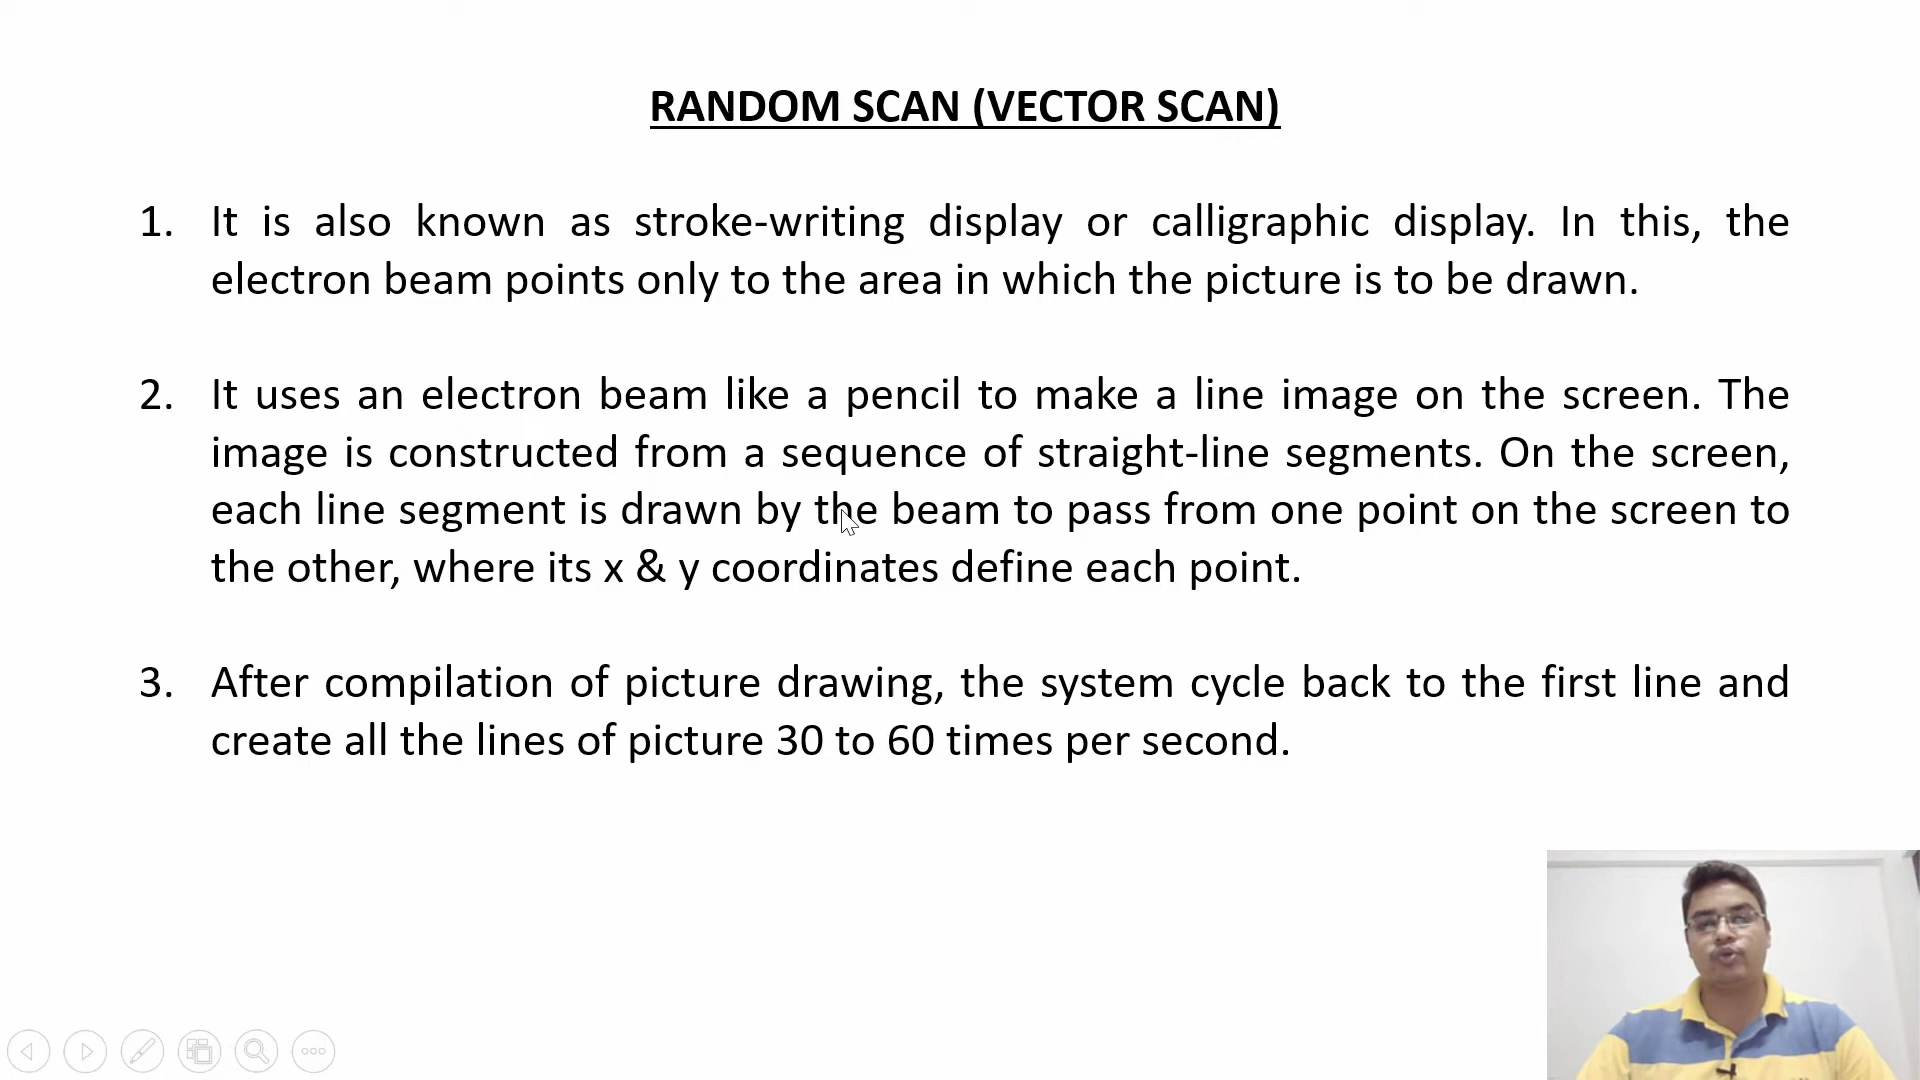 RANDOM SCAN (VECTOR SCAN)
1. It is also known as stroke-writing display or calligraphic display. In this, the
electron beam points only to the area in which the picture is to be drawn.
2. It uses an electron beam like a pencil to make a line image on the screen. The
image is constructed from a sequence of straight-line segments. On the screen,
each line segment is drawn by the beam to pass from one point on the screen to
the other, where its x & y coordinates define each point.
3. After compilation of picture drawing, the system cycle back to the first line and
create all the lines of picture 30 to 60 times per second.